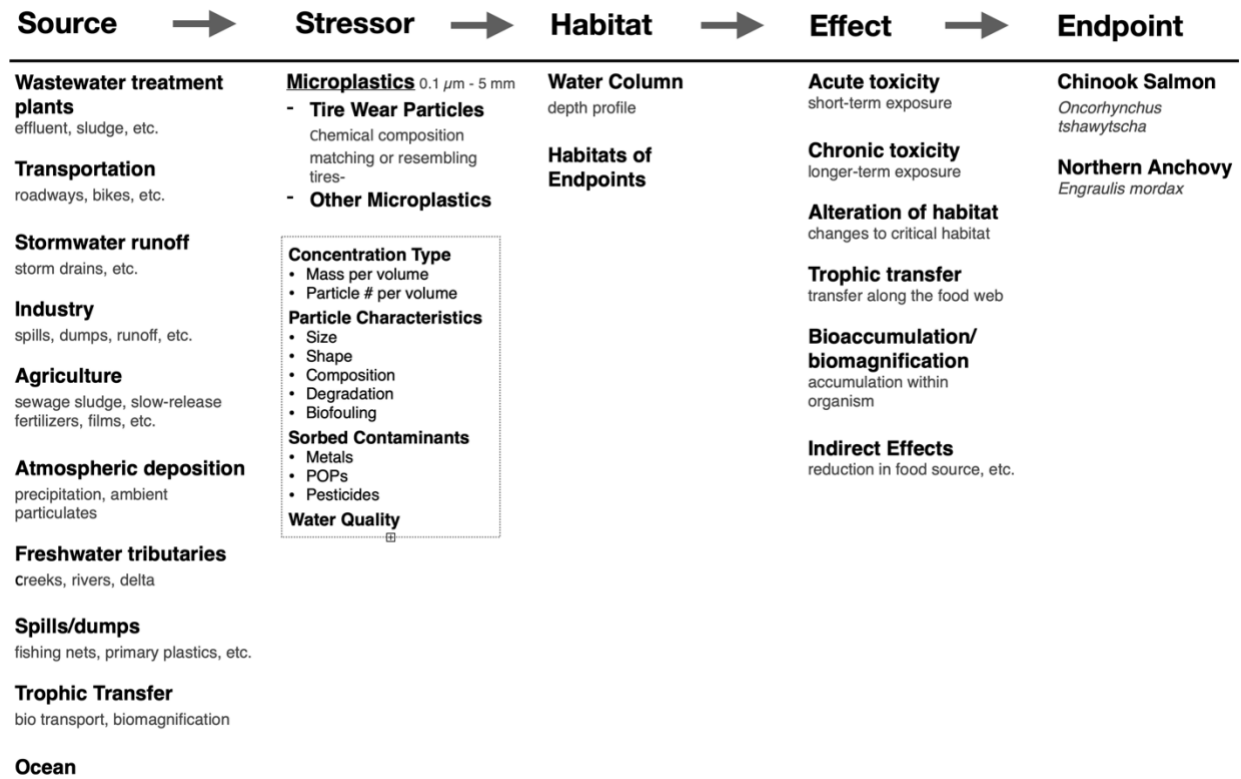 Source
Stressor
Habitat
Effect
Endpoint
Wastewater treatment
plants
effluent, sludge, etc.
Transportation
roadways, bikes, etc.
Stormwater runoff
storm drains, etc.
Industry
spills, dumps, runoff, etc.
Agriculture
sewage sludge, slow-release
fertilizers, films, etc.
Atmospheric deposition
precipitation, ambient
particulates
Freshwater tributaries
creeks, rivers, delta
Spills/dumps
fishing nets, primary plastics, etc.
Trophic Transfer
bio transport, biomagnification
Ocean
Microplastics 0.1 µm - 5 mm
- Tire Wear Particles
Chemical composition
matching or resembling
tires-
- Other Microplastics
Concentration Type
• Mass per volume
• Particle # per volume
Particle Characteristics
• Size
• Shape
• Composition
• Degradation
• Biofouling
Sorbed Contaminants
• Metals
• POPs
• Pesticides
Water Quality
Water Column
depth profile
Habitats of
Endpoints
Acute toxicity
short-term exposure
Chronic toxicity
longer-term exposure
Alteration of habitat
changes to critical habitat
Trophic transfer
transfer along the food web
Bioaccumulation/
biomagnification
accumulation within
organism
Indirect Effects
reduction in food source, etc.
Chinook Salmon
Oncorhynchus
tshawytscha
Northern Anchovy
Engraulis mordax